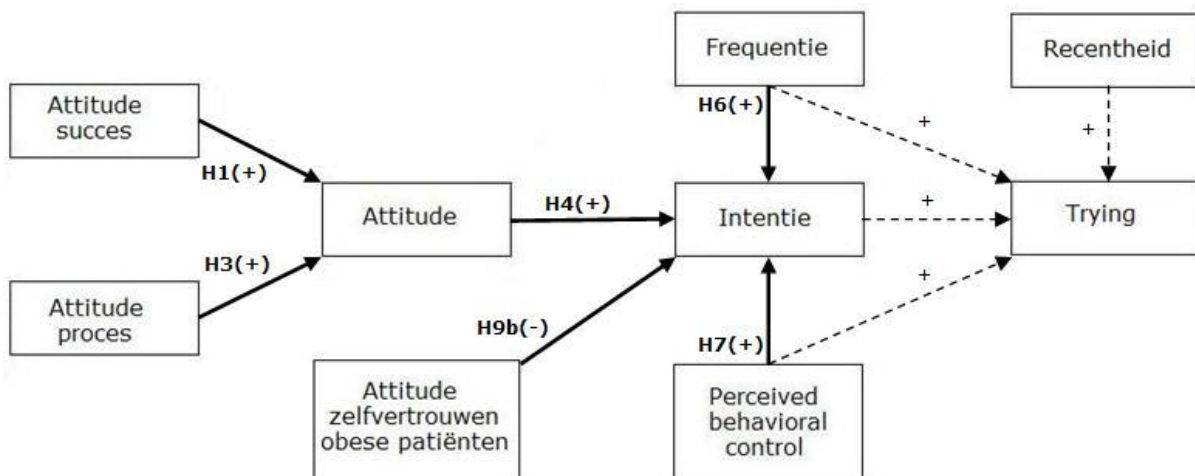 Frequentie
Recentheid
Attitude
succes
H6(+)
+
+
H1(+)
Attitude
H4(+)
Intentie
+
Trying
H3(+)
Attitude
proces
H9b(-)
H7(+)
+
Attitude
zelfvertrouwen
obese patiënten
Perceived
behavioral
control